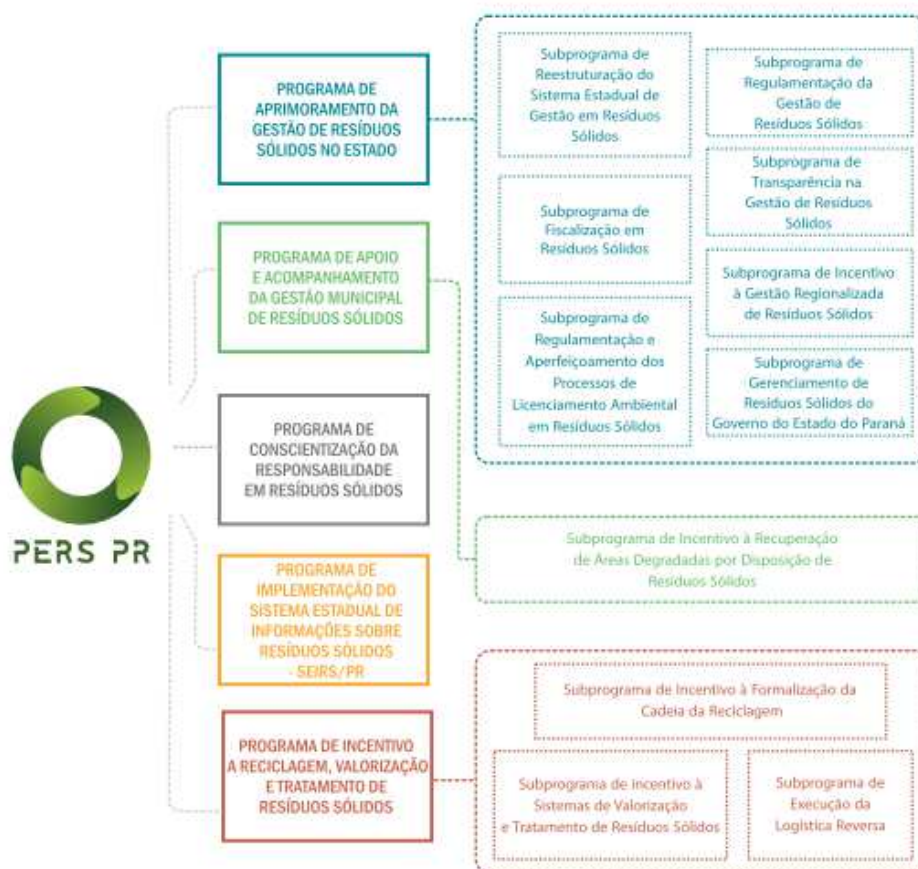 PROGRAMA DE
APRIMORAMENTO DA
GESTÃO DE RESÍDUOS
SÓLIDOS NO ESTADO
Subprograma de
Reestruturação do
Sistema Estadual de
Gestão em Resíduos
Sólidos
Subprograma de
Regulamentação da
Gestão de
Resíduos Sólidos
Subprograma de
Transparência na
Gestão de Resíduos
Sólidos
Subprograma de
Fiscalização em
Resíduos Sólidos
Subprograma de Incentivo
à Gestão Regionalizada
de Resíduos Sólidos
Subprograma de
Regulamentação e
Aperfeiçoamento dos
Processos de
Licenciamento Ambiental
em Resíduos Sólidos
Subprograma de
Gerenciamento de
Resíduos Sólidos do
Governo do Estado do Paraná
PROGRAMA DE APOIO
E ACOMPANHAMENTO
DA GESTÃO MUNICIPAL
DE RESÍDUOS SÓLIDOS
Subprograma de Incentivo à Recuperação
de Áreas Degradadas por Disposição de
Resíduos Sólidos
PERS PR
PROGRAMA DE
CONSCIENTIZAÇÃO DA
RESPONSABILIDADE
EM RESÍDUOS SÓLIDOS
PROGRAMA DE
IMPLEMENTAÇÃO DO
SISTEMA ESTADUAL DE
INFORMAÇÕES SOBRE
RESÍDUOS SÓLIDOS
- SEIRS/PR
PROGRAMA DE INCENTIVO
A RECICLAGEM, VALORIZAÇÃO
E TRATAMENTO DE
RESÍDUOS SÓLIDOS
Subprograma de Incentivo à Formalização da
Cadeia da Reciclagem
Subprograma de incentivo à
Sistemas de Valorização
e Tratamento de Resíduos Sólidos
Subprograma de
Execução da
Logística Reversa